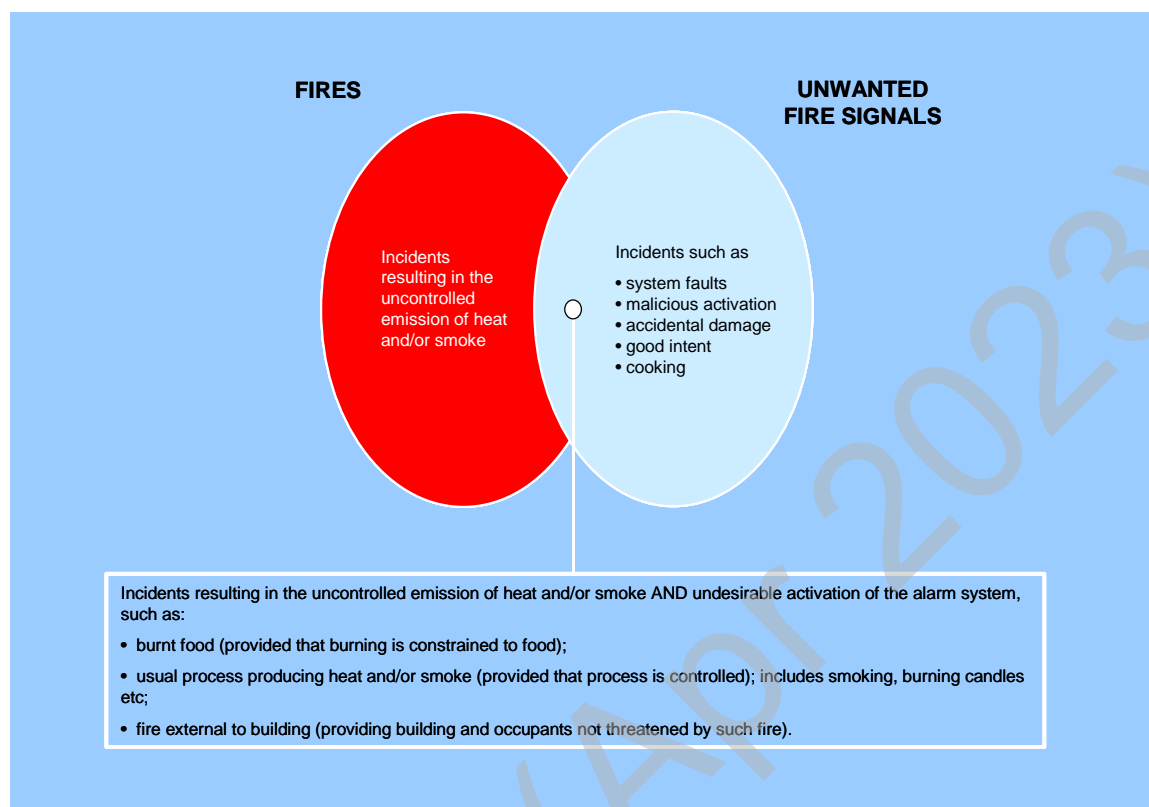 FIRES
UNWANTED
FIRE SIGNALS
Incidents
resulting in the
uncontrolled
emission of heat
and/or smoke
Incidents such as
• system faults
• malicious activation
• accidental damage
• good intent
• cooking
Incidents resulting in the uncontrolled emission of heat and/or smoke AND undesirable activation of the alarm system,
such as:
• burnt food (provided that burning is constrained to food);
• usual process producing heat and/or smoke (provided that process is controlled); includes smoking, burning candles
etc;
• fire external to building (providing building and occupants not threatened by such fire).
(Apr 2023)